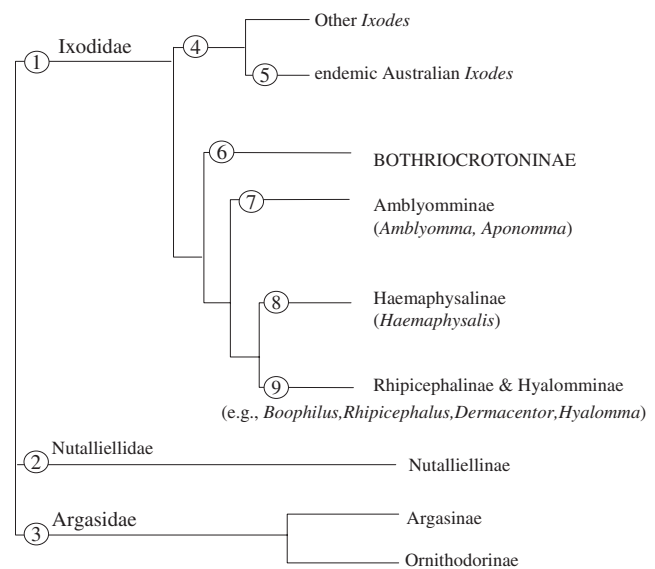 Other Ixodes
Ixodidae
4
1
5
endemic Australian Ixodes
6
BOTHRIOCROTONINAE
7
Amblyomminae
(Amblyomma, Aponomma)
8
Haemaphysalinae
(Haemaphysalis)
9
Rhipicephalinae & Hyalomminae
(e.g., Boophilus,Rhipicephalus,Dermacentor,Hyalomma)
Nutalliellidae
2
Nutalliellinae
3
Argasidae
Argasinae
Ornithodorinae